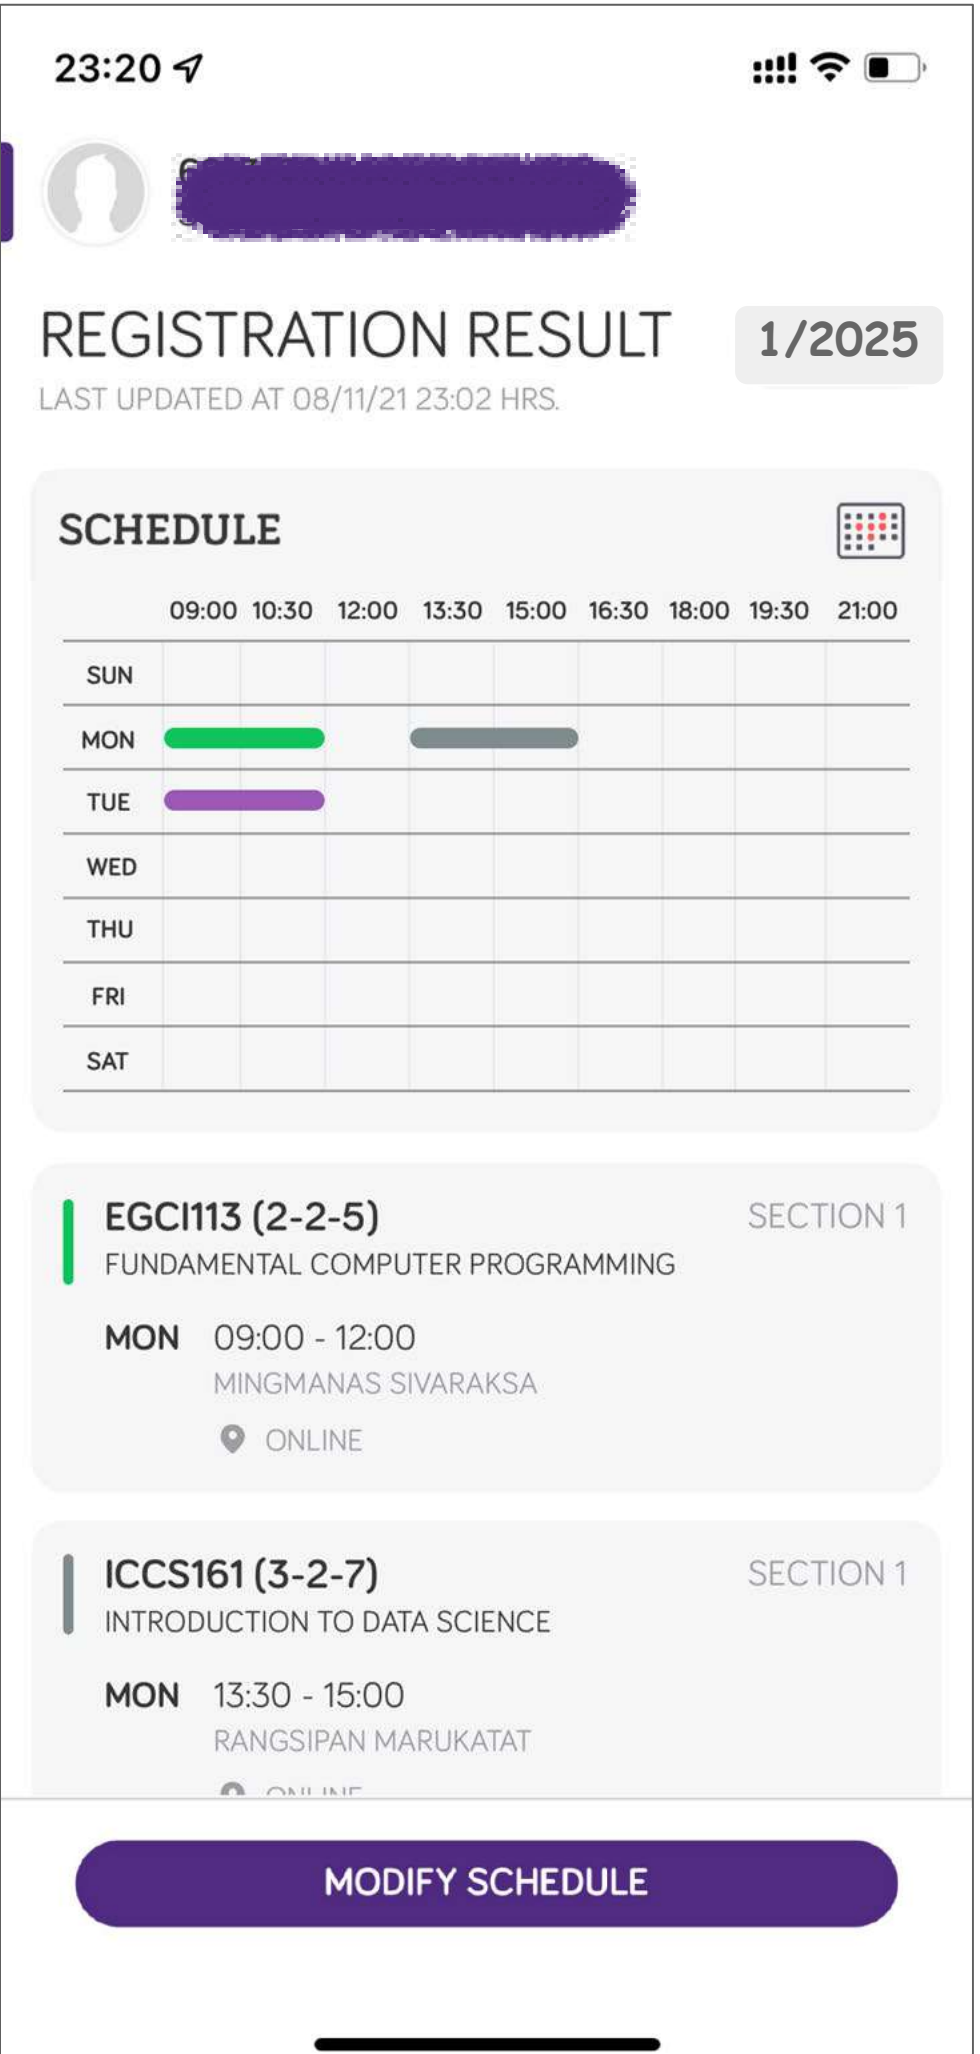 23:20
REGISTRATION RESULT
1/2025
LAST UPDATED AT 08/11/21 23:02 HRS.
SCHEDULE
09:00 10:30 12:00 13:30 15:00 16:30 18:00 19:30 21:00
SUN
MON
TUE
WED
THU
FRI
SAT
EGCI113 (2-2-5) SECTION 1
FUNDAMENTAL COMPUTER PROGRAMMING
MON 09:00 - 12:00
MINGMANAS SIVARAKSA
ONLINE
ICCS161 (3-2-7) SECTION 1
INTRODUCTION TO DATA SCIENCE
MON 13:30 - 15:00
RANGSIPAN MARUKATAT
ONLINE
MODIFY SCHEDULE